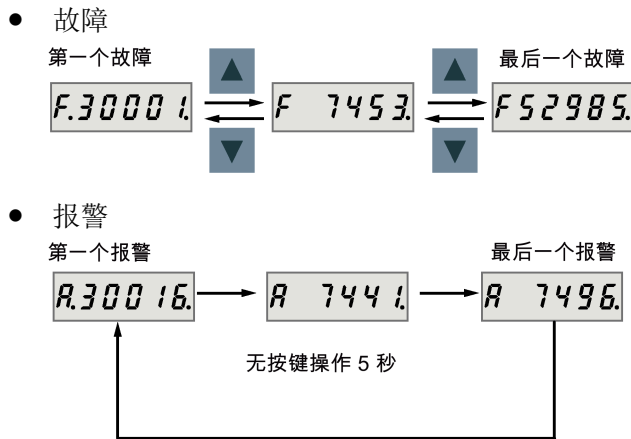 ● 故障
第一个故障 最后一个故障
F.30001. F 7453. F52985.
● 报警
第一个报警 最后一个报警
A.30016. A 7441. A 7496.
无按键操作 5 秒